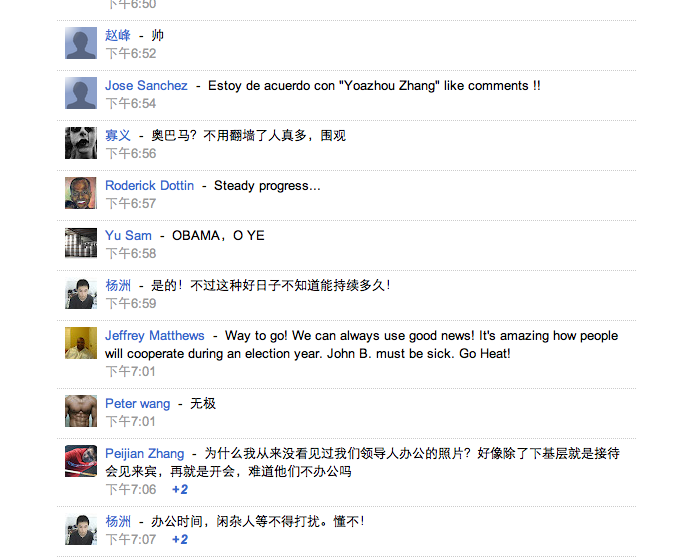 下午6:50
赵峰 - 帅
下午6:52
Jose Sanchez - Estoy de acuerdo con "Yoazhou Zhang" like comments !!
下午6:54
寡义 - 奥巴马？不用翻墙了人真多，围观
下午6:56
Roderick Dottin - Steady progress...
下午6:57
Yu Sam - OBAMA，O YE
下午6:58
杨洲 - 是的！不过这种好日子不知道能持续多久！
下午6:59
Jeffrey Matthews - Way to go! We can always use good news! It's amazing how people
will cooperate during an election year. John B. must be sick. Go Heat!
下午7:01
Peter wang - 无极
下午7:01
Peijian Zhang - 为什么我从来没看见过我们领导人办公的照片？好像除了下基层就是接待
会见来宾，再就是开会，难道他们不办公吗
下午7:06 +2
杨洲 - 办公时间，闲杂人等不得打扰。懂不！
下午7:07 +2